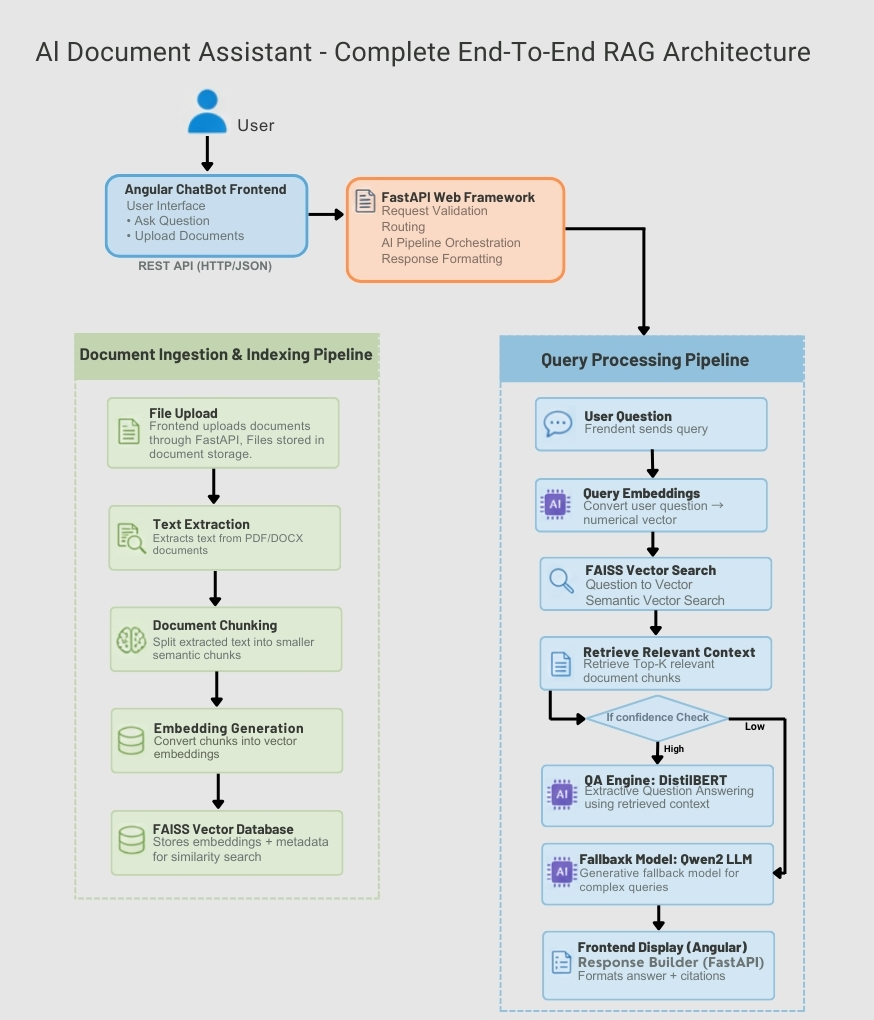 AI Document Assistant - Complete End-To-End RAG Architecture
User
Angular ChatBot Frontend
User Interface
• Ask Question
• Upload Documents
REST API (HTTP/JSON)
FastAPI Web Framework
Request Validation
Routing
AI Pipeline Orchestration
Response Formatting
Document Ingestion & Indexing Pipeline
File Upload
Frontend uploads documents
through FastAPI, Files stored in
document storage.
Text Extraction
Extracts text from PDF/DOCX
documents
Document Chunking
Split extracted text into smaller
semantic chunks
Embedding Generation
Convert chunks into vector
embeddings
FAISS Vector Database
Stores embeddings + metadata
for similarity search
Query Processing Pipeline
User Question
Frendent sends query
AI
Query Embeddings
Convert user question →
numerical vector
FAISS Vector Search
Question to Vector
Semantic Vector Search
Retrieve Relevant Context
Retrieve Top-K relevant
document chunks
If confidence Check
Low
High
AI
QA Engine: DistilBERT
Extractive Question Answering
using retrieved context
AI
Fallbaxk Model: Qwen2 LLM
Generative fallback model for
complex queries
Frontend Display (Angular)
Response Builder (FastAPI)
Formats answer + citations